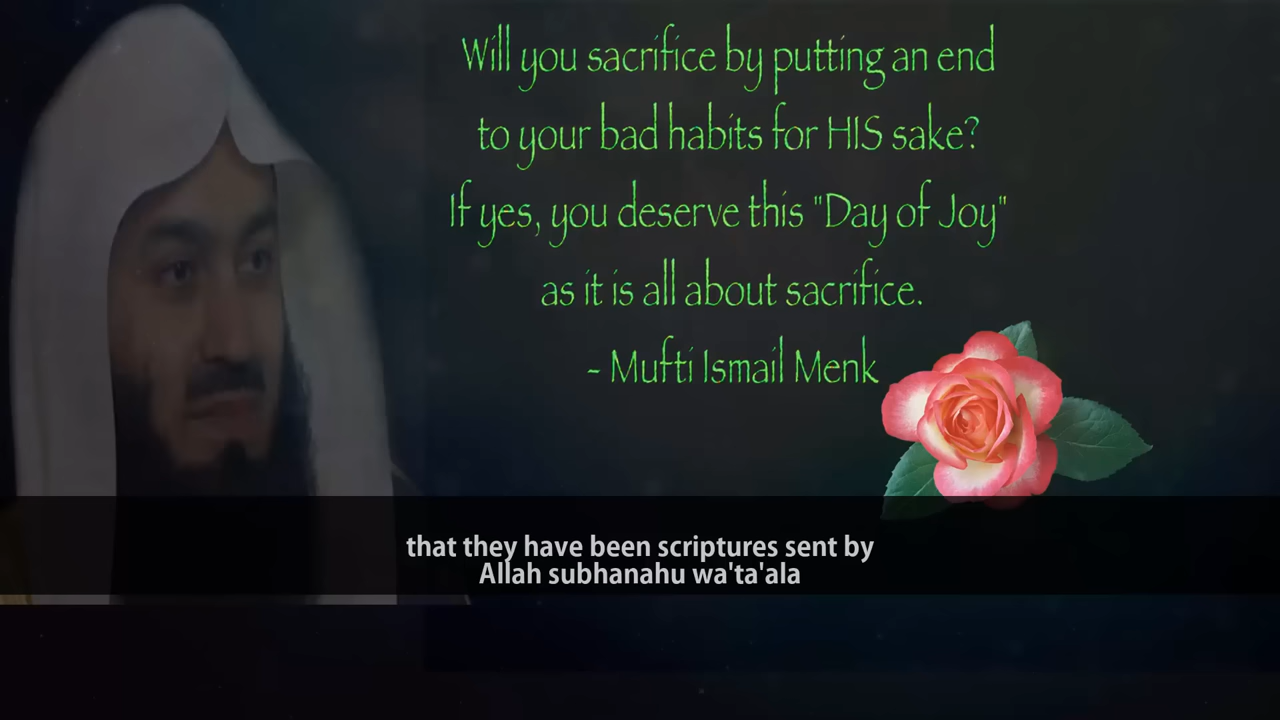 Will you sacrifice by putting an end
to your bad habits for HIS sake?
If yes, you deserve this "Day of Joy"
as it is all about sacrifice.
- Mufti Ismail Menk
that they have been scriptures sent by
Allah subhanahu wa'ta'ala